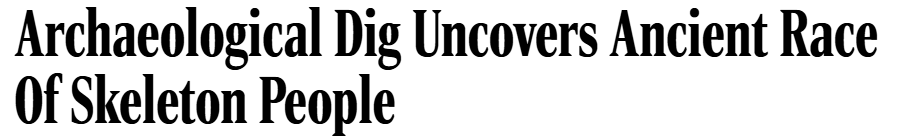 Archaeological Dig Uncovers Ancient Race
Of Skeleton People